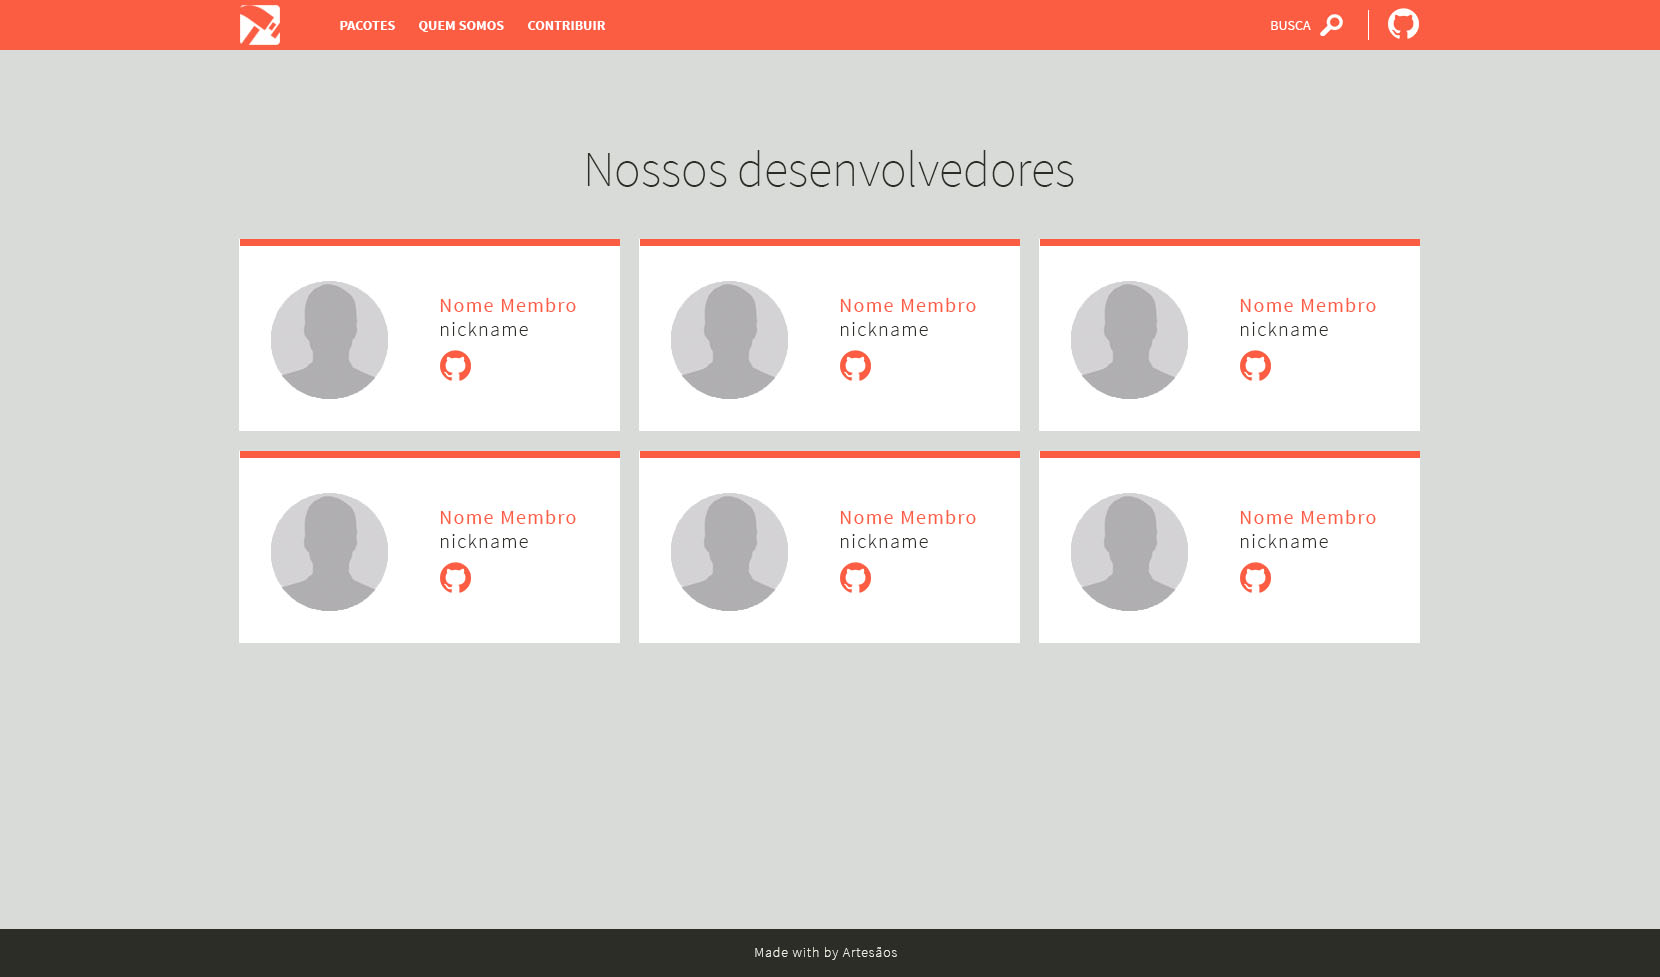 PACOTES QUEM SOMOS CONTRIBUIR BUSCA
Nossos desenvolvedores
Nome Membro
nickname
Nome Membro
nickname
Nome Membro
nickname
Nome Membro
nickname
Nome Membro
nickname
Nome Membro
nickname
Made with by Artesãos